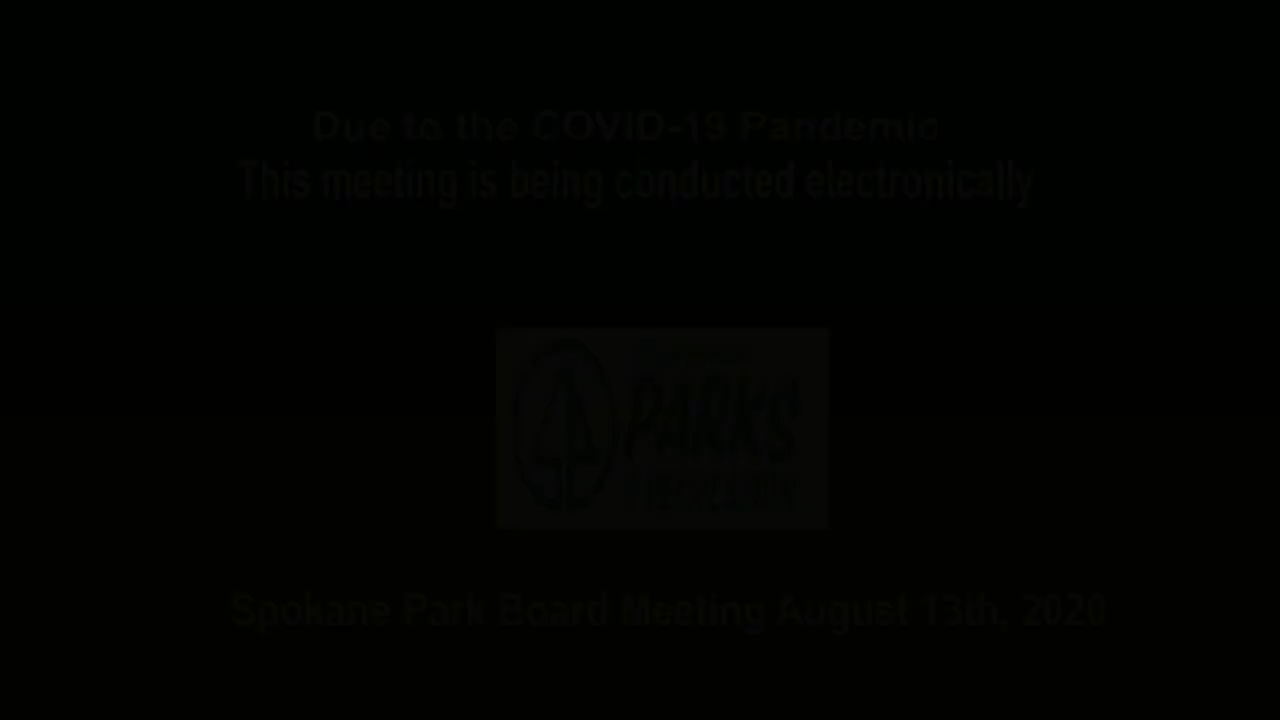 Due to the COVID-19 Pandemic
This meeting is being conducted electronically
PARKS
Spokane Park Board Meeting August 13th, 2020